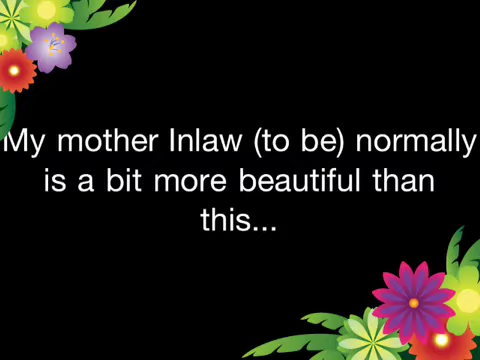 My mother Inlaw (to be) normally
is a bit more beautiful than
this...